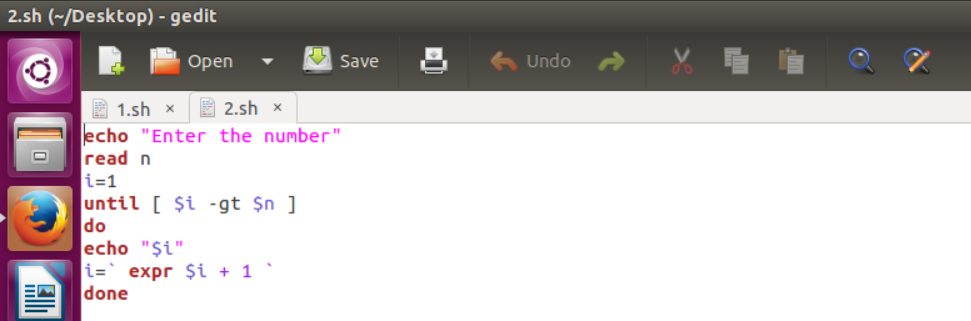 2.sh (~/Desktop) - gedit
Open Save Undo
1.sh × 2.sh ×
echo "Enter the number"
read n
i=1
until [ $i -gt $n ]
do
echo "$i"
i=` expr $i + 1 `
done